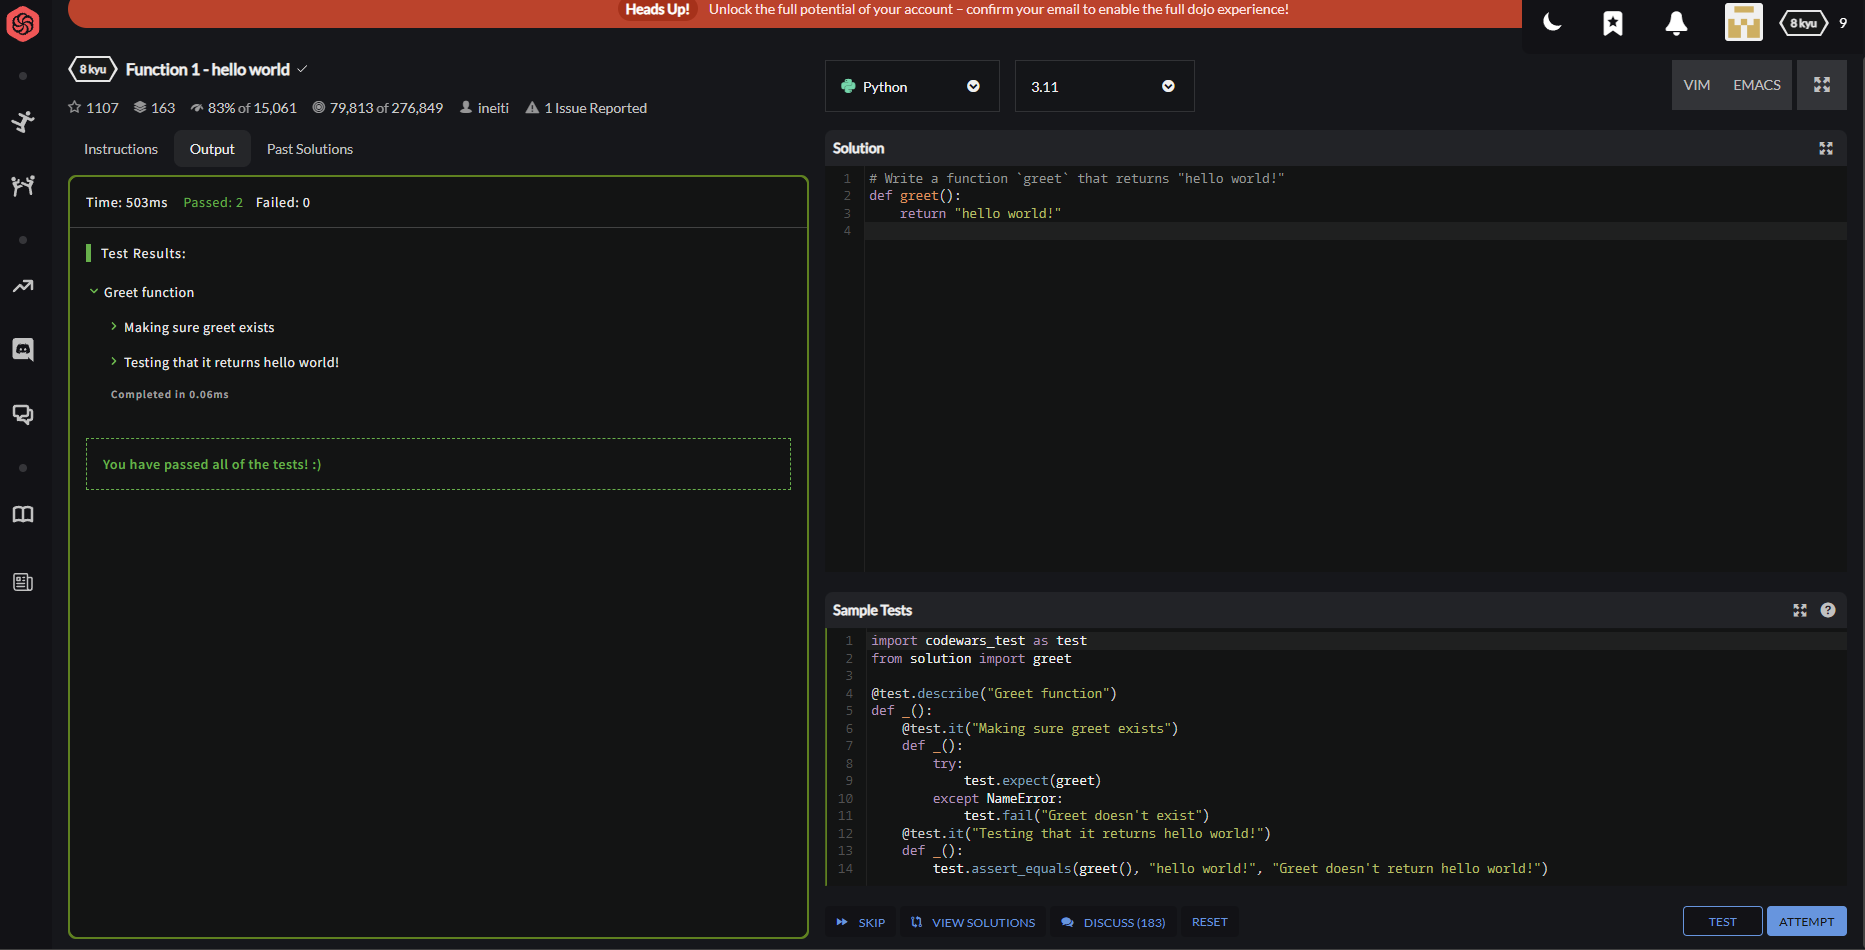 Heads Up! Unlock the full potential of your account – confirm your email to enable the full dojo experience!
8 kyu 9
8 kyu Function 1 - hello world
1107 163 83% of 15,061 79,813 of 276,849 ineiti 1 Issue Reported
Instructions Output Past Solutions
Time: 503ms Passed: 2 Failed: 0
Test Results:
Greet function
Making sure greet exists
Testing that it returns hello world!
Completed in 0.06ms
You have passed all of the tests! :)
Python 3.11 VIM EMACS
Solution
1 # Write a function `greet` that returns "hello world!"
2 def greet():
3     return "hello world!"
4
Sample Tests
1 import codewars_test as test
2 from solution import greet
3
4 @test.describe("Greet function")
5 def _():
6     @test.it("Making sure greet exists")
7     def _():
8         try:
9             test.expect(greet)
10         except NameError:
11             test.fail("Greet doesn't exist")
12     @test.it("Testing that it returns hello world!")
13     def _():
14         test.assert_equals(greet(), "hello world!", "Greet doesn't return hello world!")
SKIP VIEW SOLUTIONS DISCUSS (183) RESET TEST ATTEMPT